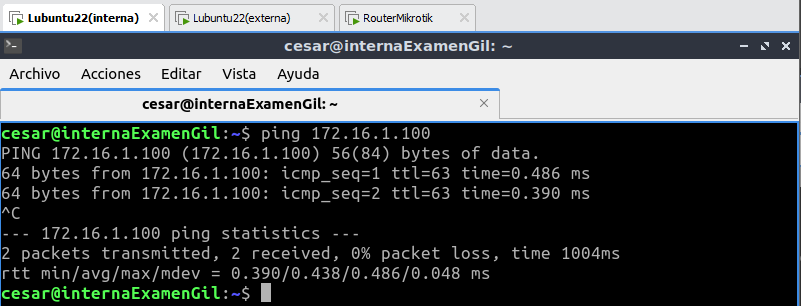 Lubuntu22(interna) Lubuntu22(externa) RouterMikrotik
cesar@internaExamenGil: ~
Archivo Acciones Editar Vista Ayuda
cesar@internaExamenGil: ~
cesar@internaExamenGil:~$ ping 172.16.1.100
PING 172.16.1.100 (172.16.1.100) 56(84) bytes of data.
64 bytes from 172.16.1.100: icmp_seq=1 ttl=63 time=0.486 ms
64 bytes from 172.16.1.100: icmp_seq=2 ttl=63 time=0.390 ms
^C
--- 172.16.1.100 ping statistics ---
2 packets transmitted, 2 received, 0% packet loss, time 1004ms
rtt min/avg/max/mdev = 0.390/0.438/0.486/0.048 ms
cesar@internaExamenGil:~$